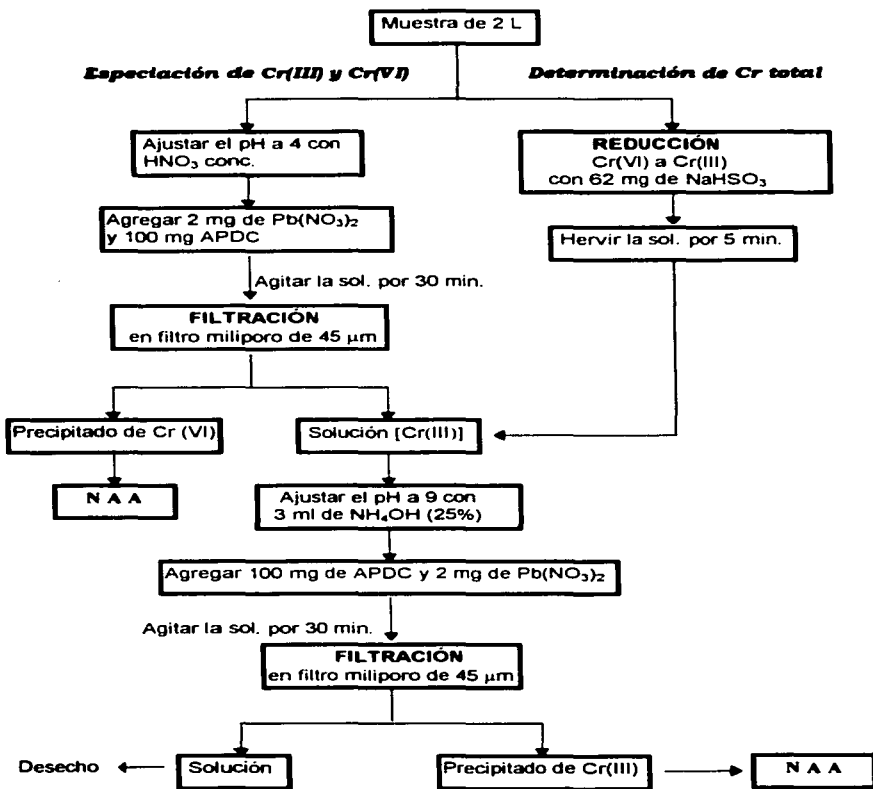 Muestra de 2 L
Especiación de Cr(III) y Cr(VI)
Determinación de Cr total
Ajustar el pH a 4 con
HNO₃ conc.
REDUCCIÓN
Cr(VI) a Cr(III)
con 62 mg de NaHSO₃
Agregar 2 mg de Pb(NO₃)₂
y 100 mg APDC
Hervir la sol. por 5 min.
Agitar la sol. por 30 min.
FILTRACIÓN
en filtro miliporo de 45 μm
Precipitado de Cr (VI)
Solución [Cr(III)]
N A A
Ajustar el pH a 9 con
3 ml de NH₄OH (25%)
Agregar 100 mg de APDC y 2 mg de Pb(NO₃)₂
Agitar la sol. por 30 min.
FILTRACIÓN
en filtro miliporo de 45 μm
Desecho
Solución
Precipitado de Cr(III)
N A A